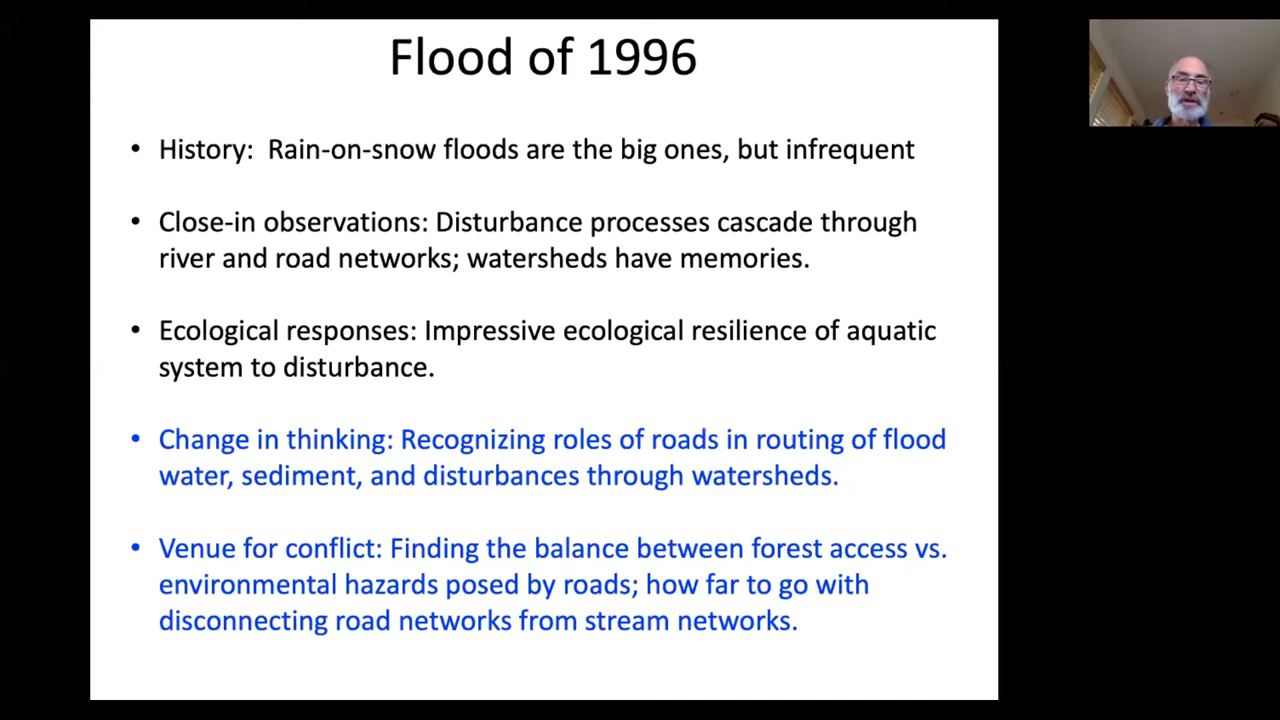 Flood of 1996
• History: Rain-on-snow floods are the big ones, but infrequent
• Close-in observations: Disturbance processes cascade through
river and road networks; watersheds have memories.
• Ecological responses: Impressive ecological resilience of aquatic
system to disturbance.
• Change in thinking: Recognizing roles of roads in routing of flood
water, sediment, and disturbances through watersheds.
• Venue for conflict: Finding the balance between forest access vs.
environmental hazards posed by roads; how far to go with
disconnecting road networks from stream networks.